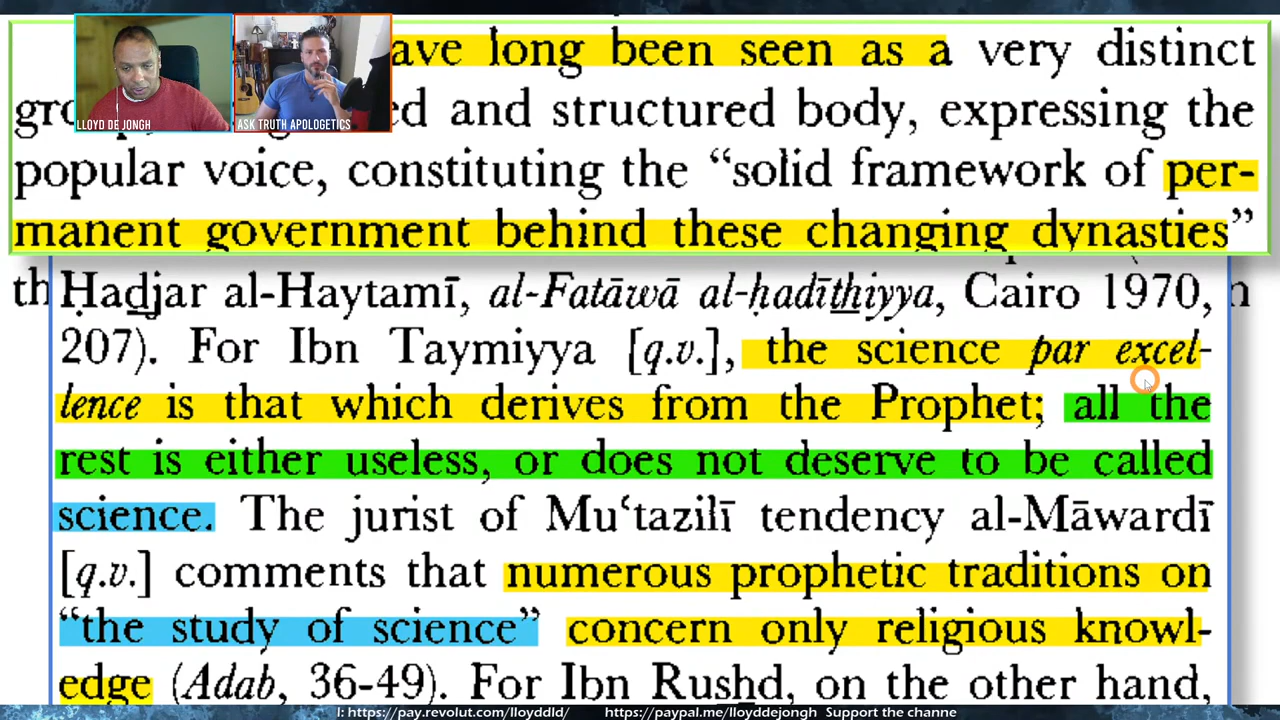 ave long been seen as a very distinct
LLOYD DE JONGH
ASK TRUTH APOLOGETICS
gr ed and structured body, expressing the
popular voice, constituting the “solid framework of per-
manent government behind these changing dynasties”
th Ḥadjar al-Haytamī, al-Fatāwā al-ḥadīthiyya, Cairo 1970, n
207). For Ibn Taymiyya [q.v.], the science par excel-
lence is that which derives from the Prophet; all the
rest is either useless, or does not deserve to be called
science. The jurist of Muʿtazilī tendency al-Māwardī
[q.v.] comments that numerous prophetic traditions on
“the study of science” concern only religious knowl-
edge (Adab, 36-49). For Ibn Rushd, on the other hand,
l: https://pay.revolut.com/lloyddld/ https://paypal.me/lloyddejongh Support the channe